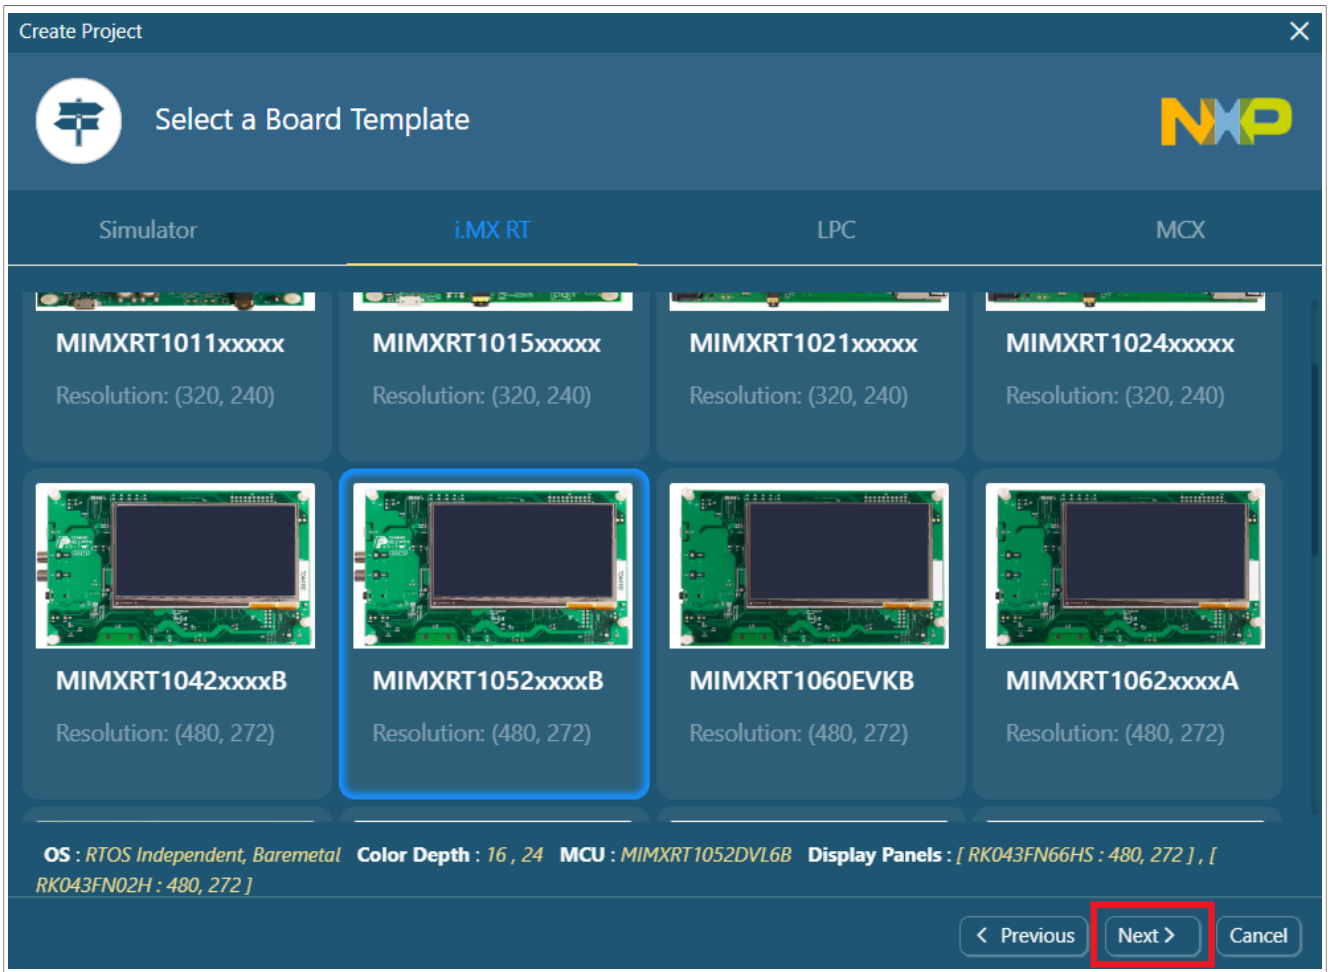 Create Project
Select a Board Template
NXP
Simulator i.MX RT LPC MCX
MIMXRT1011xxxxx MIMXRT1015xxxxx MIMXRT1021xxxxx MIMXRT1024xxxxx
Resolution: (320, 240) Resolution: (320, 240) Resolution: (320, 240) Resolution: (320, 240)
MIMXRT1042xxxxB MIMXRT1052xxxxB MIMXRT1060EVKB MIMXRT1062xxxxA
Resolution: (480, 272) Resolution: (480, 272) Resolution: (480, 272) Resolution: (480, 272)
OS : RTOS Independent, Baremetal Color Depth : 16 , 24 MCU : MIMXRT1052DVL6B Display Panels : [ RK043FN66HS : 480, 272 ] , [
RK043FN02H : 480, 272 ]
< Previous Next > Cancel